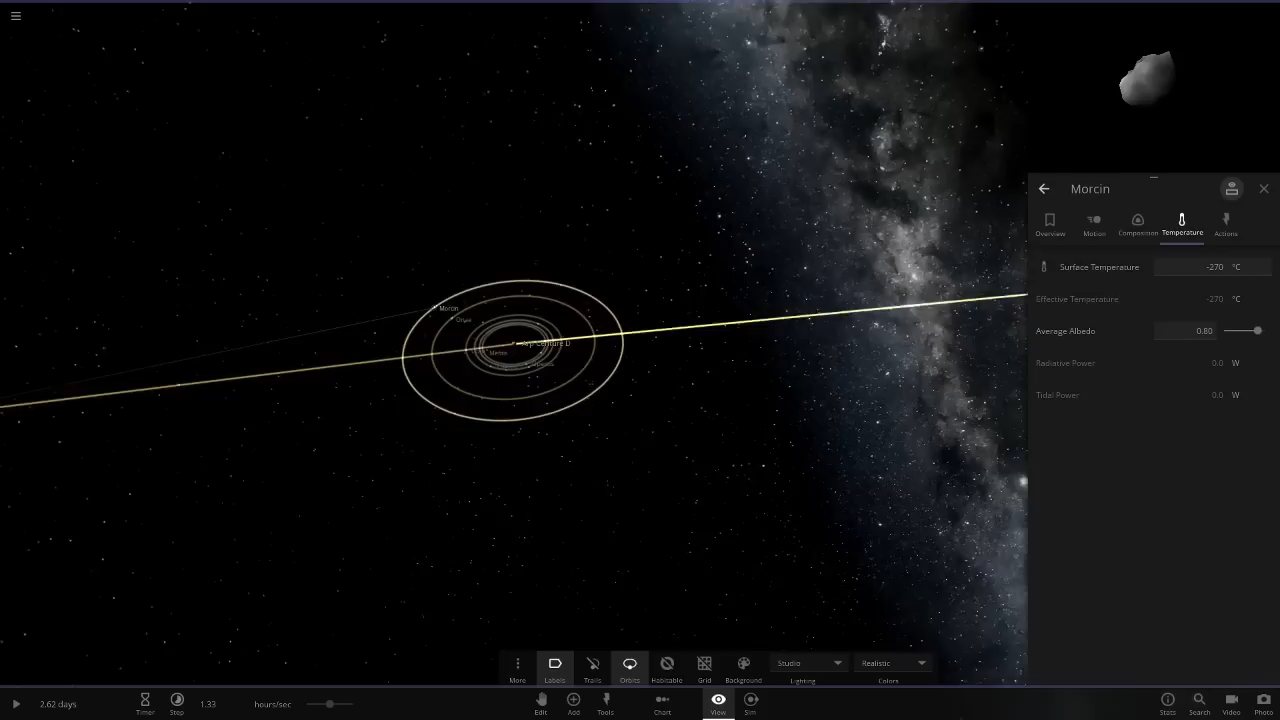 Morcin
Overview
Motion
Composition
Temperature
Actions
Surface Temperature -270 °C
Effective Temperature -270 °C
Average Albedo 0.80
Radiative Power 0.0 W
Tidal Power 0.0 W
Morcin
More
Labels
Trails
Orbits
Habitable
Grid
Background
Studio
Lighting
Realistic
Colors
2.62 days
Timer
Step
1.33 hours/sec
Edit
Add
Tools
Chart
View
Sim
Stats
Search
Video
Photo